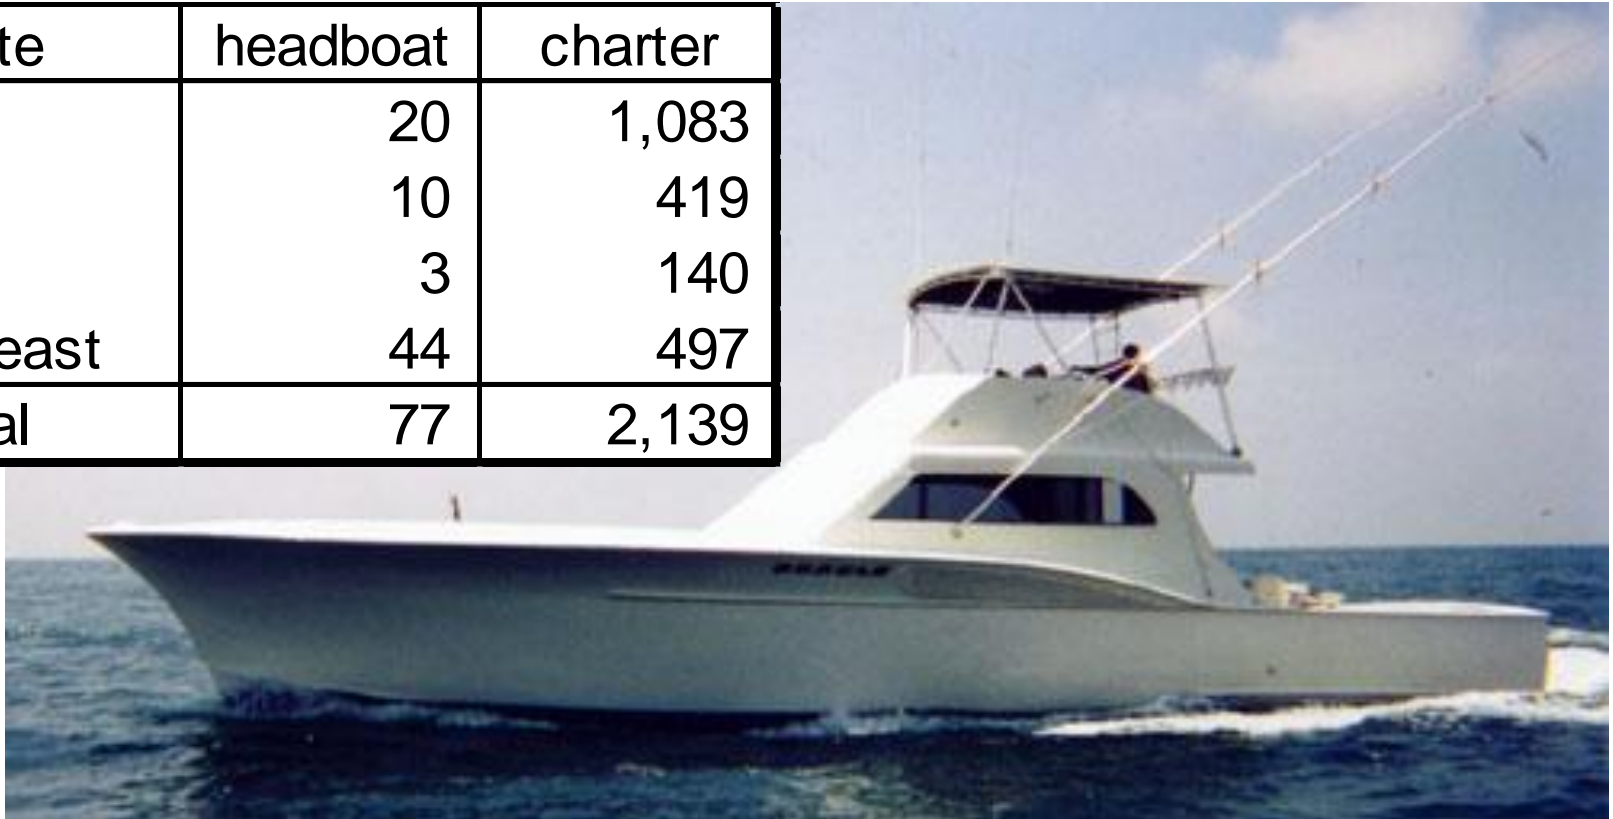 te headboat charter
20 1,083
10 419
3 140
east 44 497
al 77 2,139